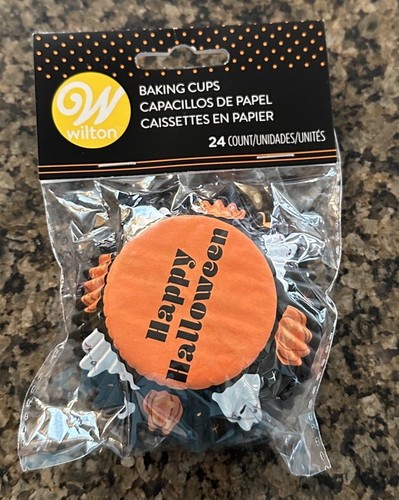 W
wilton
BAKING CUPS
CAPACILLOS DE PAPEL
CAISSETTES EN PAPIER
24 COUNT/UNIDADES/UNITÉS
Happy
Halloween